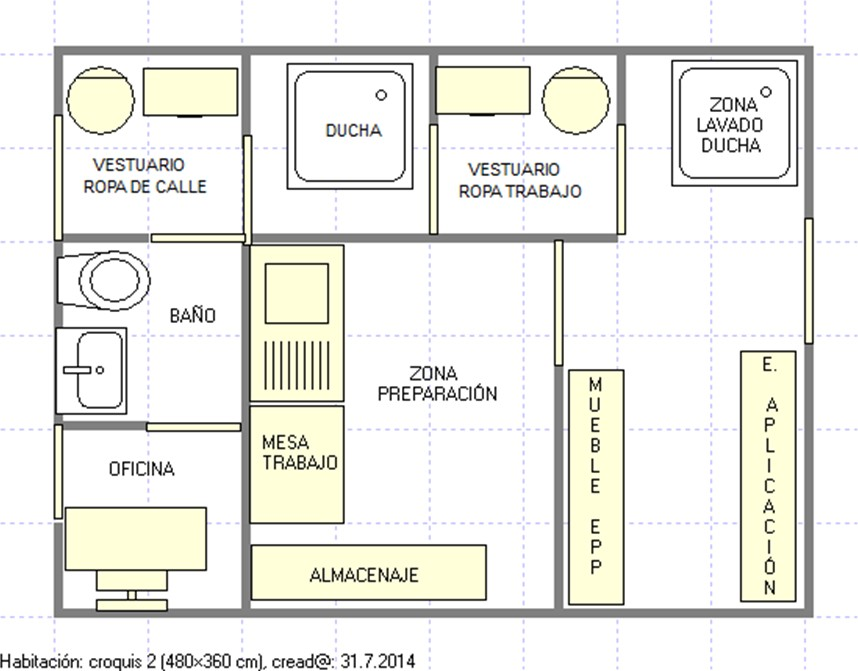 VESTUARIO
ROPA DE CALLE
DUCHA
VESTUARIO
ROPA TRABAJO
ZONA
LAVADO
DUCHA
BAÑO
ZONA
PREPARACIÓN
MESA
TRABAJO
OFICINA
ALMACENAJE
MUEBLE EPP
E. APLICACIÓN
Habitación: croquis 2 (480×360 cm), cread@: 31.7.2014